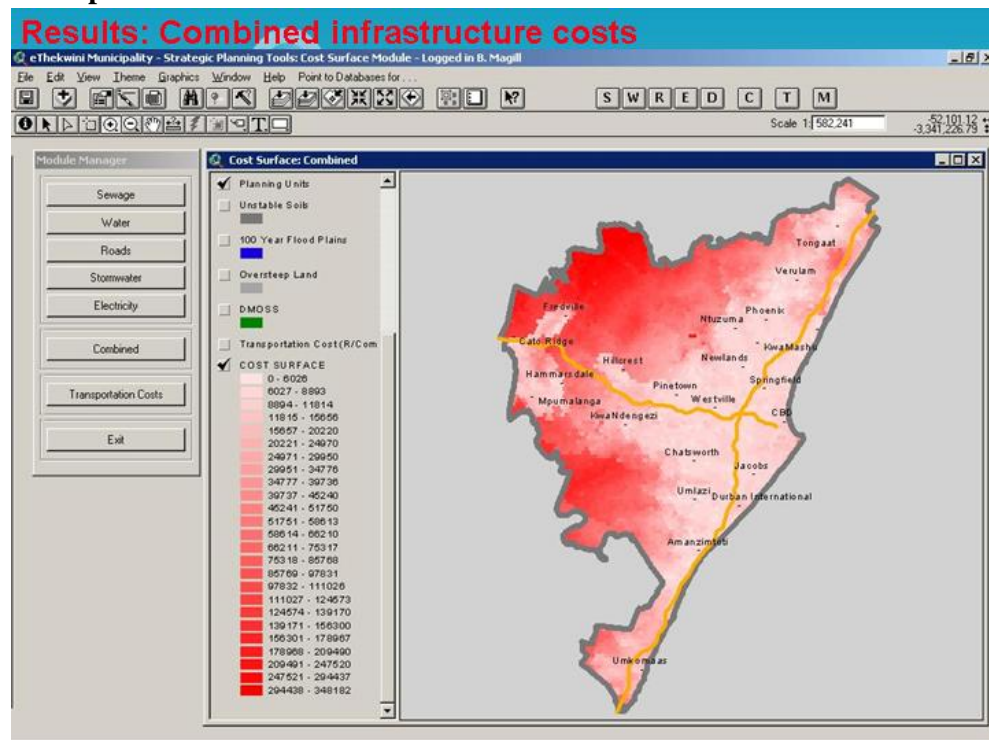 Results: Combined infrastructure costs
eThekwini Municipality - Strategic Planning Tools: Cost Surface Module - Logged in B. Magill
File Edit View Theme Graphics Window Help Point to Databases for . . .
S W R E D C T M
Scale 1: 582,241
-52,101.12
-3,341,226.79
Module Manager
Sewage
Water
Roads
Stormwater
Electricity
Combined
Transportation Costs
Exit
Cost Surface: Combined
Planning Units
Unstable Soils
100 Year Flood Plains
Oversteep Land
DMOSS
Transportation Cost(R/Com
COST SURFACE
0 - 6026
6027 - 8893
8894 - 11814
11815 - 15656
15657 - 20220
20221 - 24970
24971 - 29950
29951 - 34776
34777 - 39736
39737 - 45240
45241 - 51750
51751 - 58613
58614 - 66210
66211 - 75317
75318 - 85768
85769 - 97831
97832 - 111026
111027 - 124573
124574 - 139170
139171 - 156300
156301 - 178967
178968 - 209490
209491 - 247520
247521 - 294437
294438 - 348182
Tongaat
Verulam
Phoenix
Ntuzuma
Fredville
Cato Ridge
KwaMashu
Hillcrest
Newlands
Hammarsdale
Springfield
Pinetown
Mpumalanga
Westville
KwaNdengezi
CBD
Chatsworth
Jacobs
Umlazi
Durban International
Amanzimtoti
Umkomaas